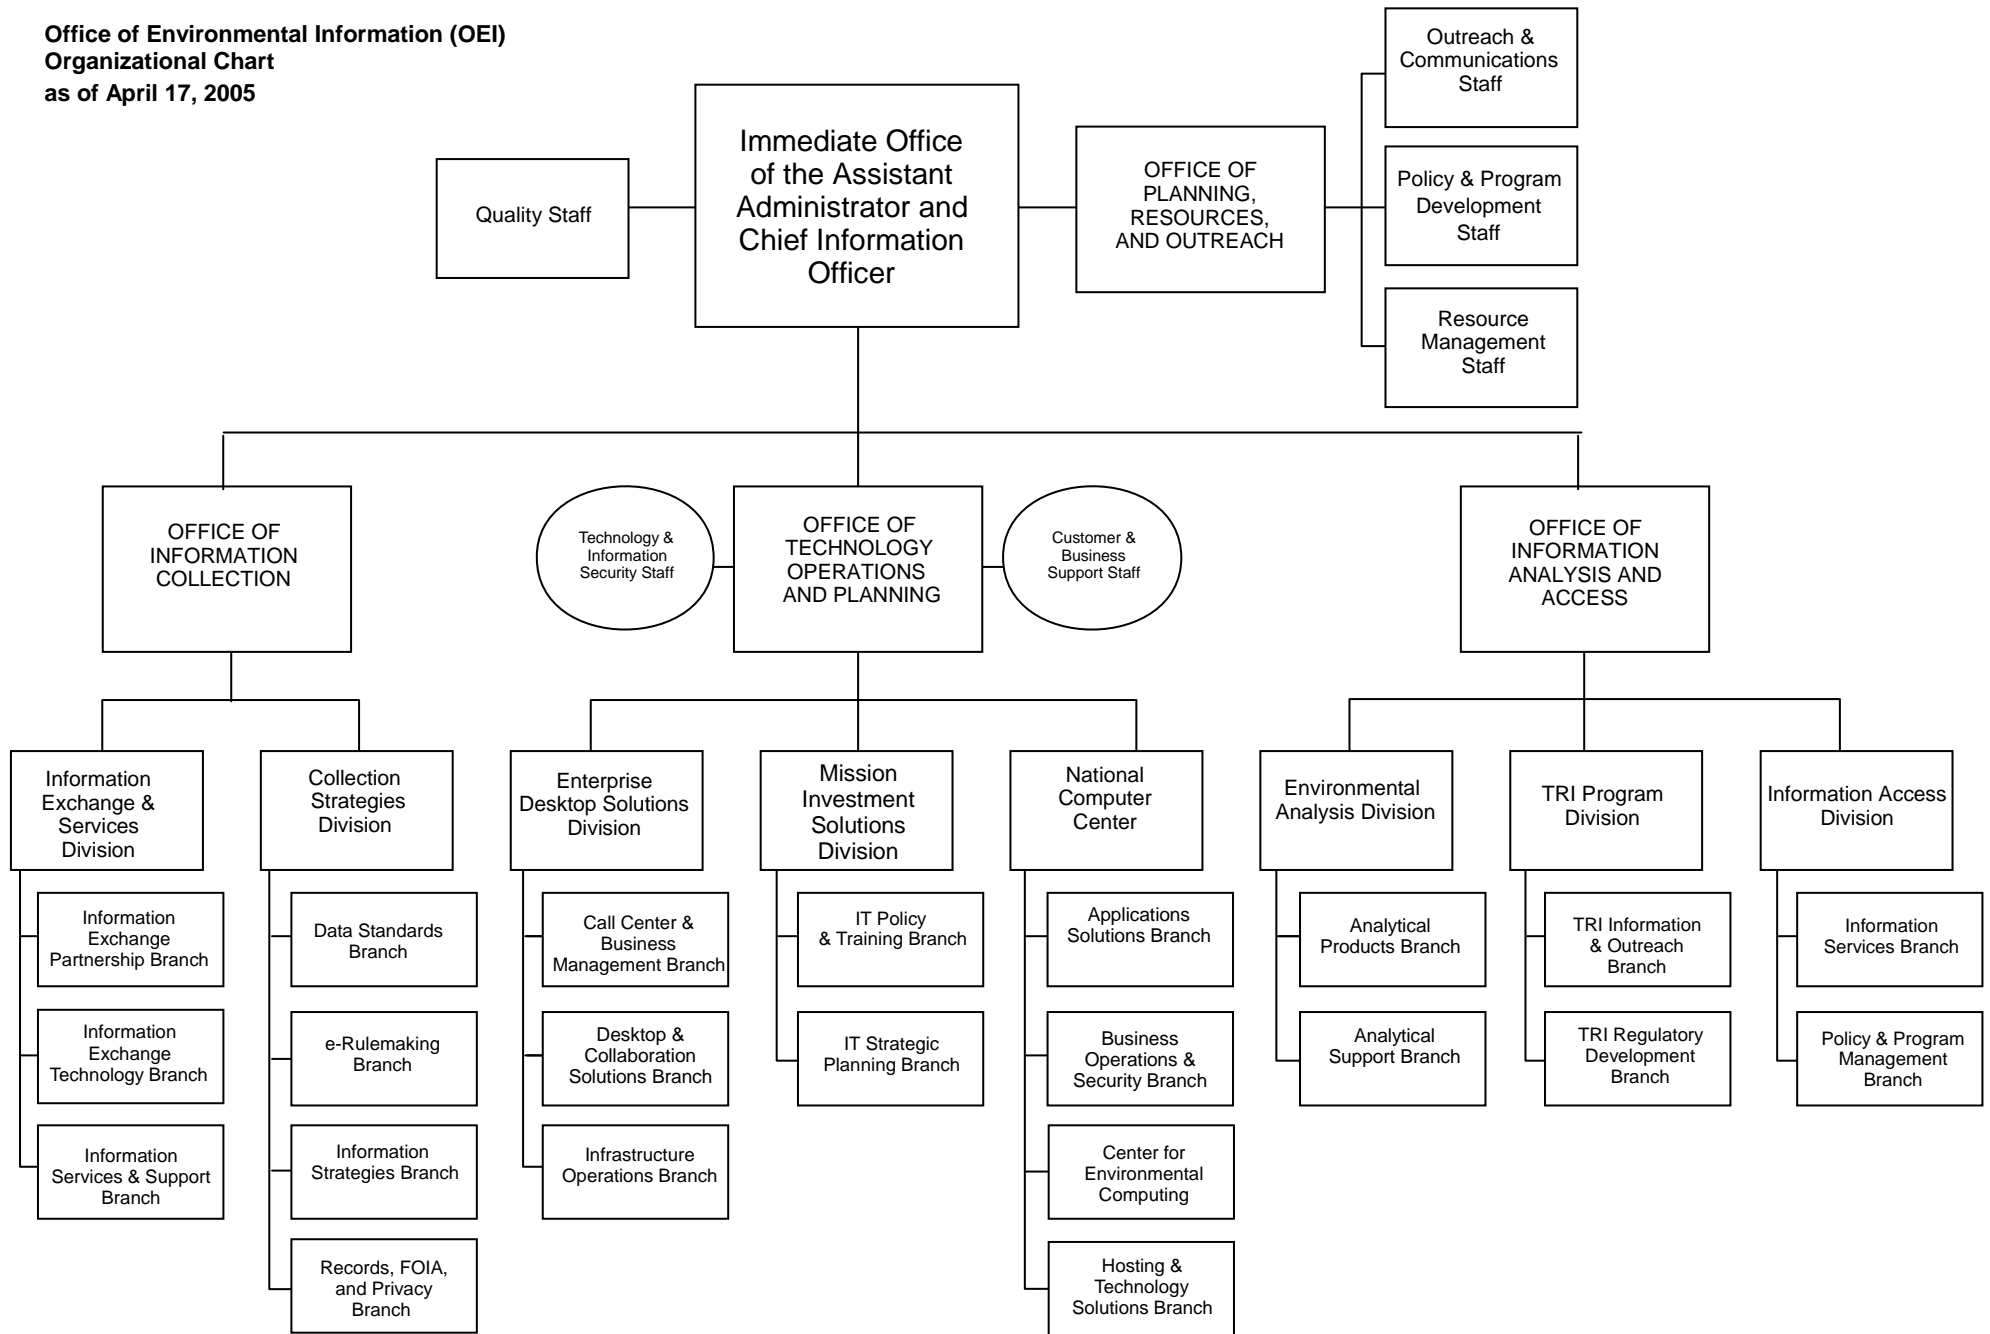 Office of Environmental Information (OEI)
Organizational Chart
as of April 17, 2005
Outreach &
Communications
Staff
Immediate Office
of the Assistant
Administrator and
Chief Information
Officer
Quality Staff
OFFICE OF
PLANNING,
RESOURCES,
AND OUTREACH
Policy & Program
Development
Staff
Resource
Management
Staff
OFFICE OF
INFORMATION
COLLECTION
Technology &
Information
Security Staff
OFFICE OF
TECHNOLOGY
OPERATIONS
AND PLANNING
Customer &
Business
Support Staff
OFFICE OF
INFORMATION
ANALYSIS AND
ACCESS
Information
Exchange &
Services
Division
Collection
Strategies
Division
Enterprise
Desktop Solutions
Division
Mission
Investment
Solutions
Division
National
Computer
Center
Environmental
Analysis Division
TRI Program
Division
Information Access
Division
Information
Exchange
Partnership Branch
Data Standards
Branch
Call Center &
Business
Management Branch
IT Policy
& Training Branch
Applications
Solutions Branch
Analytical
Products Branch
TRI Information
& Outreach
Branch
Information
Services Branch
Information
Exchange
Technology Branch
e-Rulemaking
Branch
Desktop &
Collaboration
Solutions Branch
IT Strategic
Planning Branch
Business
Operations &
Security Branch
Analytical
Support Branch
TRI Regulatory
Development
Branch
Policy & Program
Management
Branch
Information
Services & Support
Branch
Information
Strategies Branch
Infrastructure
Operations Branch
Center for
Environmental
Computing
Records, FOIA,
and Privacy
Branch
Hosting &
Technology
Solutions Branch